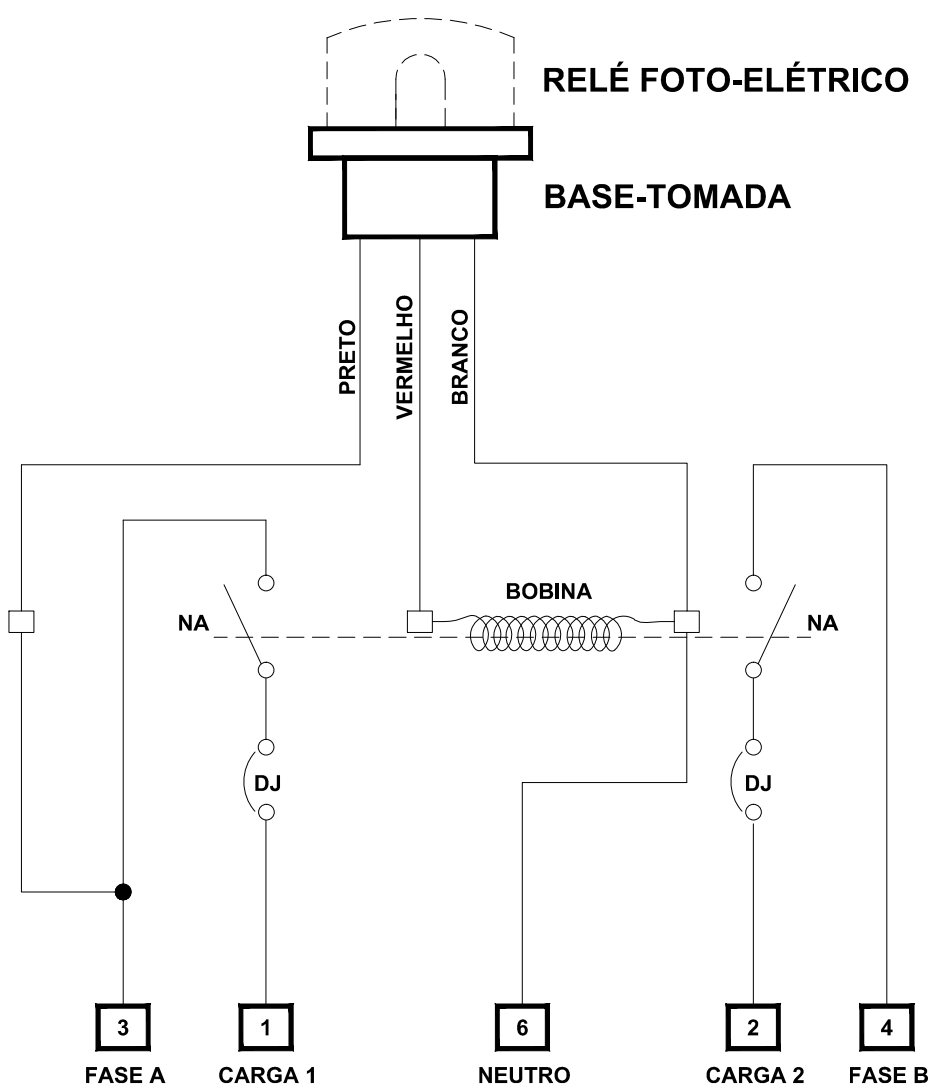 RELÉ FOTO-ELÉTRICO
BASE-TOMADA
PRETO
VERMELHO
BRANCO
BOBINA
NA
NA
DJ
DJ
3
1
6
2
4
FASE A
CARGA 1
NEUTRO
CARGA 2
FASE B